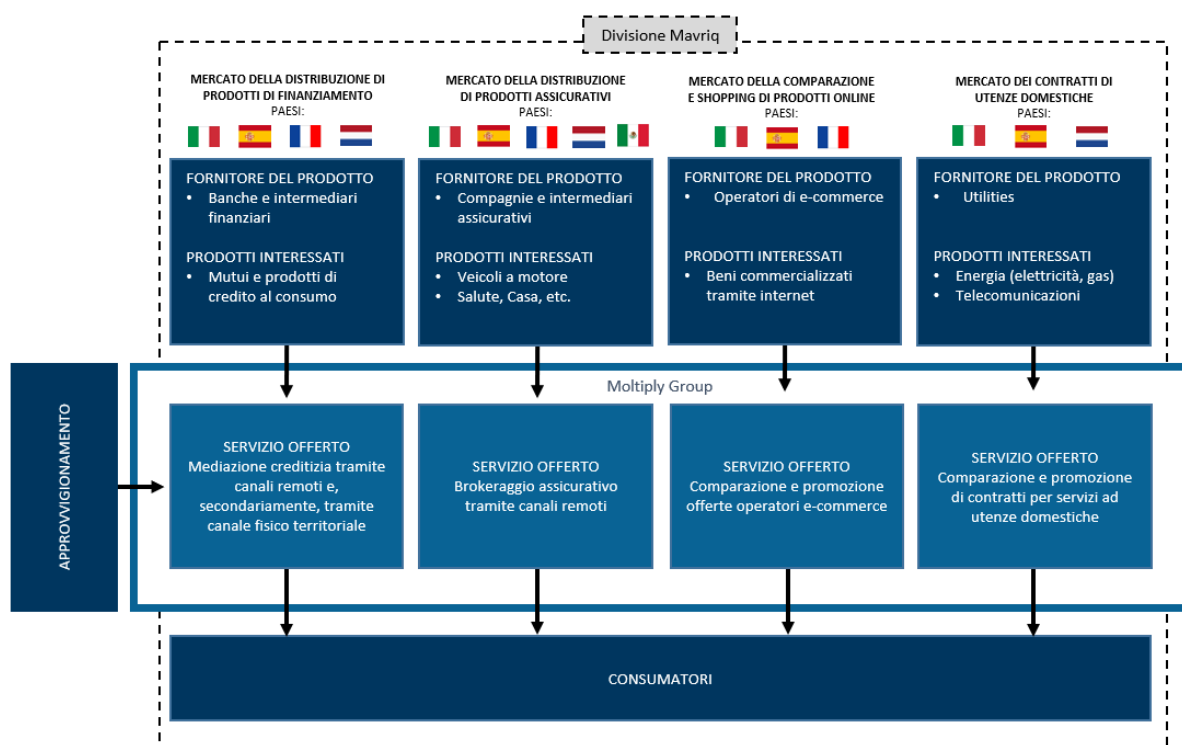 Divisione Mavriq
MERCATO DELLA DISTRIBUZIONE DI
PRODOTTI DI FINANZIAMENTO
PAESI:
FORNITORE DEL PRODOTTO
• Banche e intermediari
finanziari
PRODOTTI INTERESSATI
• Mutui e prodotti di
credito al consumo
MERCATO DELLA DISTRIBUZIONE
DI PRODOTTI ASSICURATIVI
PAESI:
FORNITORE DEL PRODOTTO
• Compagnie e intermediari
assicurativi
PRODOTTI INTERESSATI
• Veicoli a motore
• Salute, Casa, etc.
MERCATO DELLA COMPARAZIONE
E SHOPPING DI PRODOTTI ONLINE
PAESI:
FORNITORE DEL PRODOTTO
• Operatori di e-commerce
PRODOTTI INTERESSATI
• Beni commercializzati
tramite internet
MERCATO DEI CONTRATTI DI
UTENZE DOMESTICHE
PAESI:
FORNITORE DEL PRODOTTO
• Utilities
PRODOTTI INTERESSATI
• Energia (elettricità, gas)
• Telecomunicazioni
APPROVVIGIONAMENTO
Moltiply Group
SERVIZIO OFFERTO
Mediazione creditizia tramite
canali remoti e,
secondariamente, tramite
canale fisico territoriale
SERVIZIO OFFERTO
Brokeraggio assicurativo
tramite canali remoti
SERVIZIO OFFERTO
Comparazione e promozione
offerte operatori e-commerce
SERVIZIO OFFERTO
Comparazione e promozione
di contratti per servizi ad
utenze domestiche
CONSUMATORI